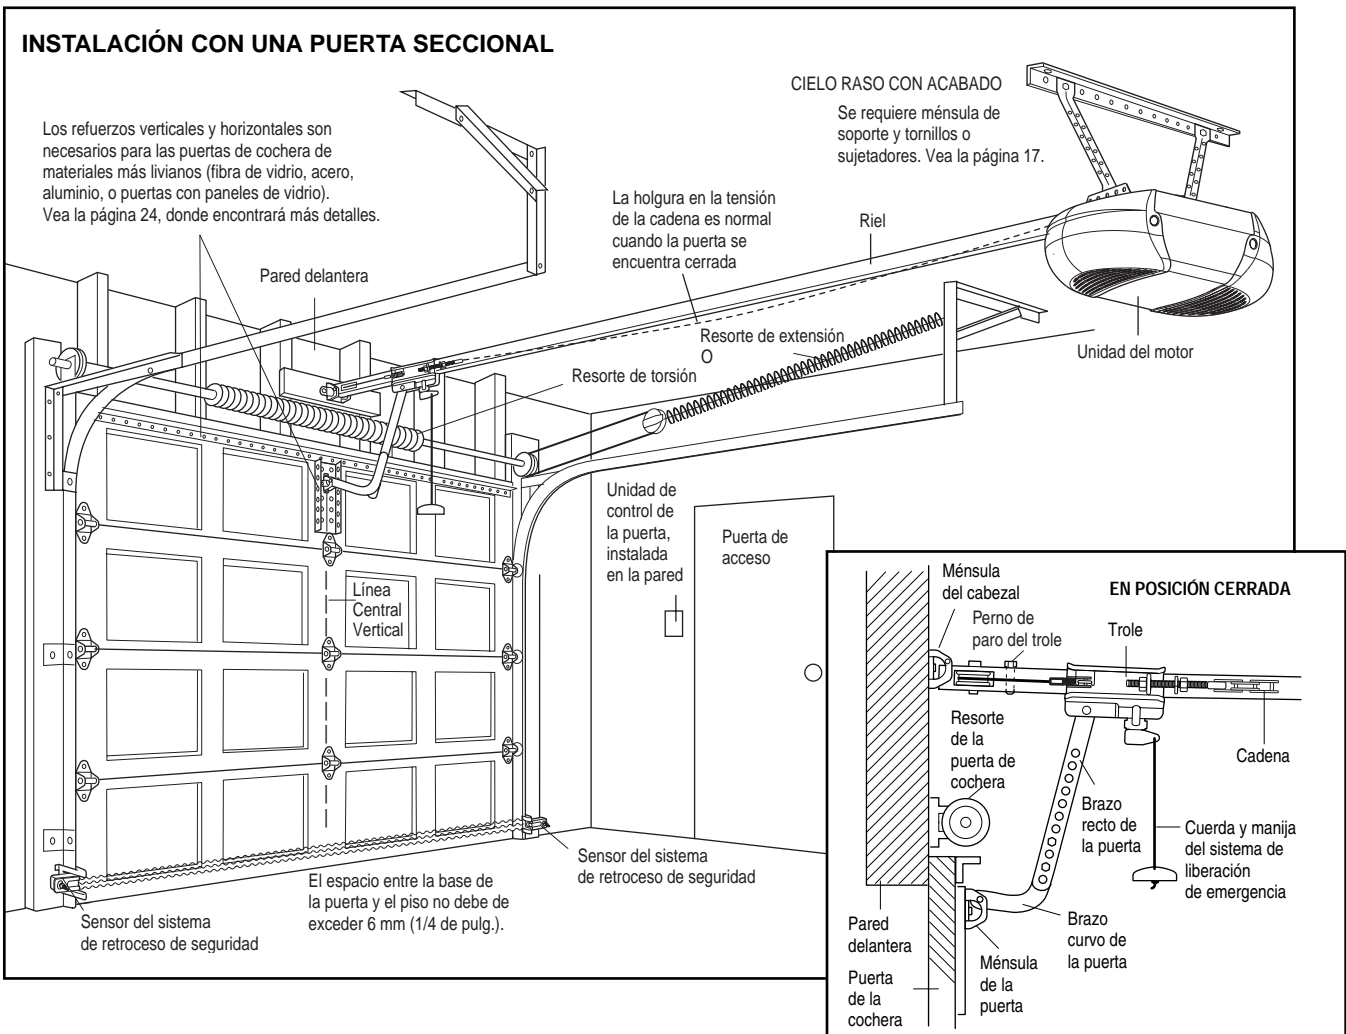 INSTALACIÓN CON UNA PUERTA SECCIONAL
CIELO RASO CON ACABADO
Se requiere ménsula de
soporte y tornillos o
sujetadores. Vea la página 17.
Los refuerzos verticales y horizontales son
necesarios para las puertas de cochera de
materiales más livianos (fibra de vidrio, acero,
aluminio, o puertas con paneles de vidrio).
Vea la página 24, donde encontrará más detalles.
La holgura en la tensión
de la cadena es normal
cuando la puerta se
encuentra cerrada
Riel
Pared delantera
Resorte de extensión
O
Resorte de torsión
Unidad del motor
Unidad de
control de
la puerta,
instalada
en la pared
Puerta de
acceso
Línea
Central
Vertical
Sensor del sistema
de retroceso de seguridad
El espacio entre la base de
la puerta y el piso no debe de
exceder 6 mm (1/4 de pulg.).
Sensor del sistema
de retroceso de seguridad
EN POSICIÓN CERRADA
Ménsula
del cabezal
Perno de
paro del trole
Trole
Resorte
de la
puerta de
cochera
Cadena
Brazo
recto de
la puerta
Cuerda y manija
del sistema de
liberación
de emergencia
Pared
delantera
Brazo
curvo de
la puerta
Ménsula
de la
puerta
Puerta
de la
cochera